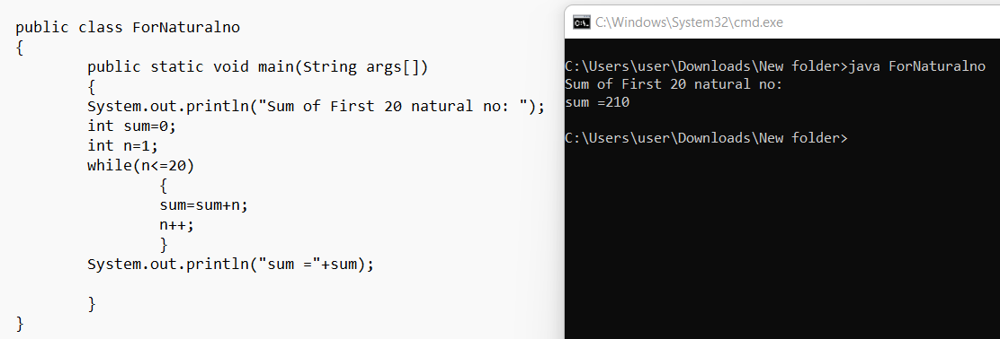 public class ForNaturalno
{
public static void main(String args[])
{
System.out.println("Sum of First 20 natural no: ");
int sum=0;
int n=1;
while(n<=20)
{
sum=sum+n;
n++;
}
System.out.println("sum ="+sum);
}
}
C:\Windows\System32\cmd.exe
C:\Users\user\Downloads\New folder>java ForNaturalno
Sum of First 20 natural no:
sum =210
C:\Users\user\Downloads\New folder>